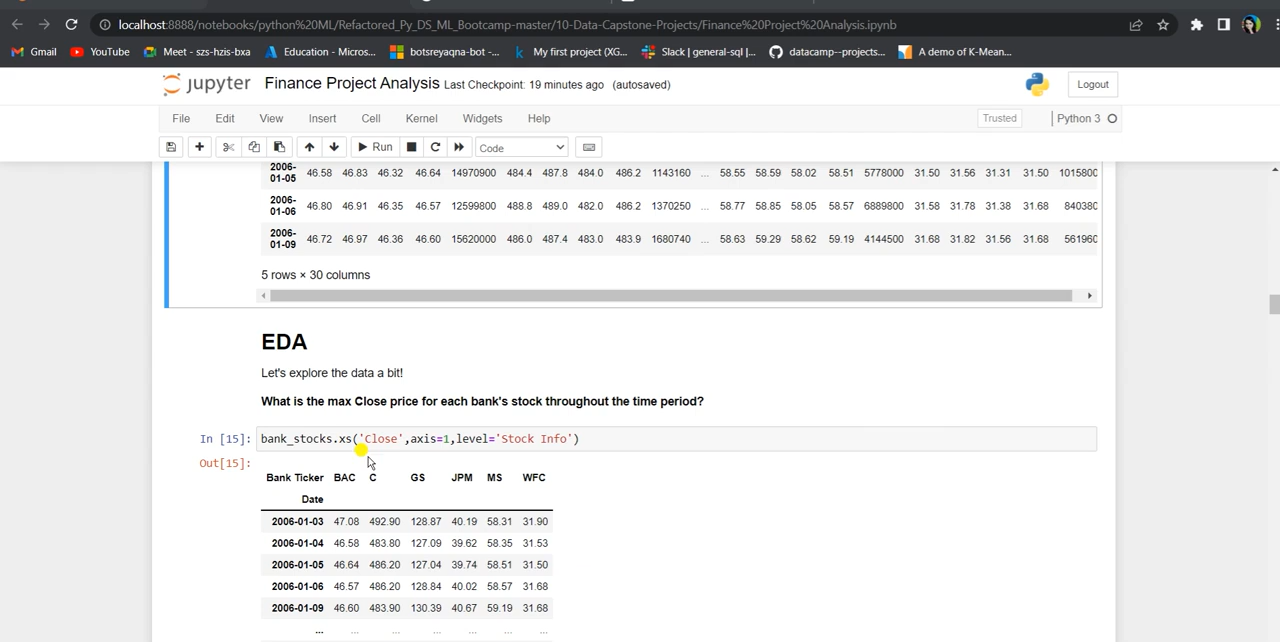 localhost:8888/notebooks/python%20ML/Refactored_Py_DS_ML_Bootcamp-master/10-Data-Capstone-Projects/Finance%20Project%20Analysis.ipynb
Gmail YouTube Meet - szs-hzis-bxa Education - Micros... botsreyqna-bot -... My first project (XG... Slack | general-sql |... datacamp--projects... A demo of K-Mean...
jupyter Finance Project Analysis Last Checkpoint: 19 minutes ago (autosaved) Logout
File Edit View Insert Cell Kernel Widgets Help Trusted Python 3
Run Code
2006-01-05 46.58 46.83 46.32 46.64 14970900 484.4 487.8 484.0 486.2 1143160 ... 58.55 58.59 58.02 58.51 5778000 31.50 31.56 31.31 31.50 1015800
2006-01-06 46.80 46.91 46.35 46.57 12599800 488.8 489.0 482.0 486.2 1370250 ... 58.77 58.85 58.05 58.57 6889800 31.58 31.78 31.38 31.68 840380
2006-01-09 46.72 46.97 46.36 46.60 15620000 486.0 487.4 483.0 483.9 1680740 ... 58.63 59.29 58.62 59.19 4144500 31.68 31.82 31.56 31.68 561960
5 rows × 30 columns
EDA
Let's explore the data a bit!
What is the max Close price for each bank's stock throughout the time period?
In [15]: bank_stocks.xs('Close',axis=1,level='Stock Info')
Out[15]:
Bank Ticker BAC C GS JPM MS WFC
Date
2006-01-03 47.08 492.90 128.87 40.19 58.31 31.90
2006-01-04 46.58 483.80 127.09 39.62 58.35 31.53
2006-01-05 46.64 486.20 127.04 39.74 58.51 31.50
2006-01-06 46.57 486.20 128.84 40.02 58.57 31.68
2006-01-09 46.60 483.90 130.39 40.67 59.19 31.68
... ... ... ... ... ... ...